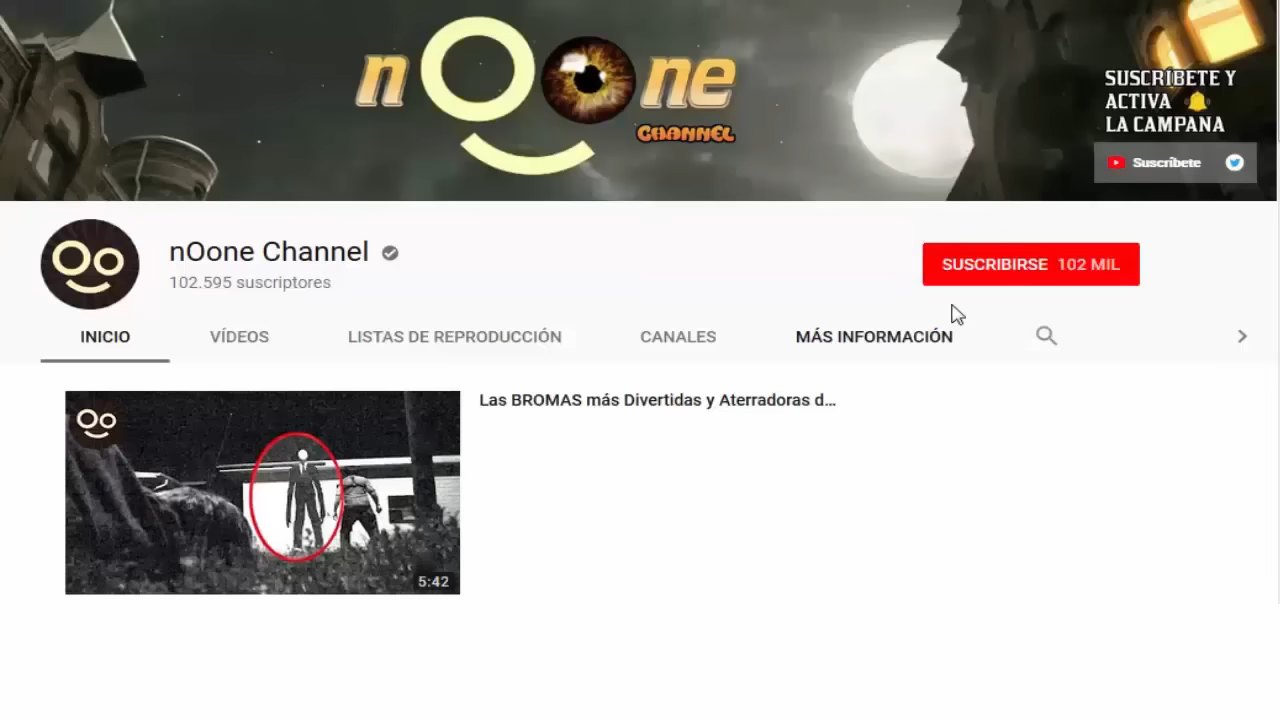 nOone
CHANNEL
SUSCRÍBETE Y
ACTIVA
LA CAMPANA
Suscríbete
nOone Channel
102.595 suscriptores
SUSCRIBIRSE 102 MIL
INICIO
VÍDEOS
LISTAS DE REPRODUCCIÓN
CANALES
MÁS INFORMACIÓN
Las BROMAS más Divertidas y Aterradoras d...
5:42